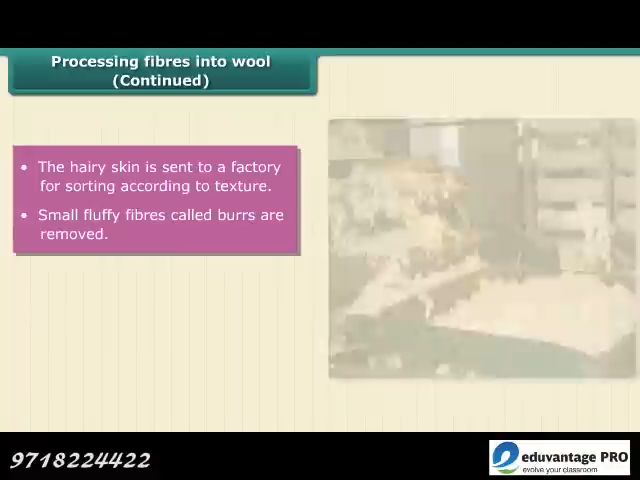 Processing fibres into wool
(Continued)
• The hairy skin is sent to a factory
for sorting according to texture.
• Small fluffy fibres called burrs are
removed.
9718224422
eduvantage PRO
evolve your classroom